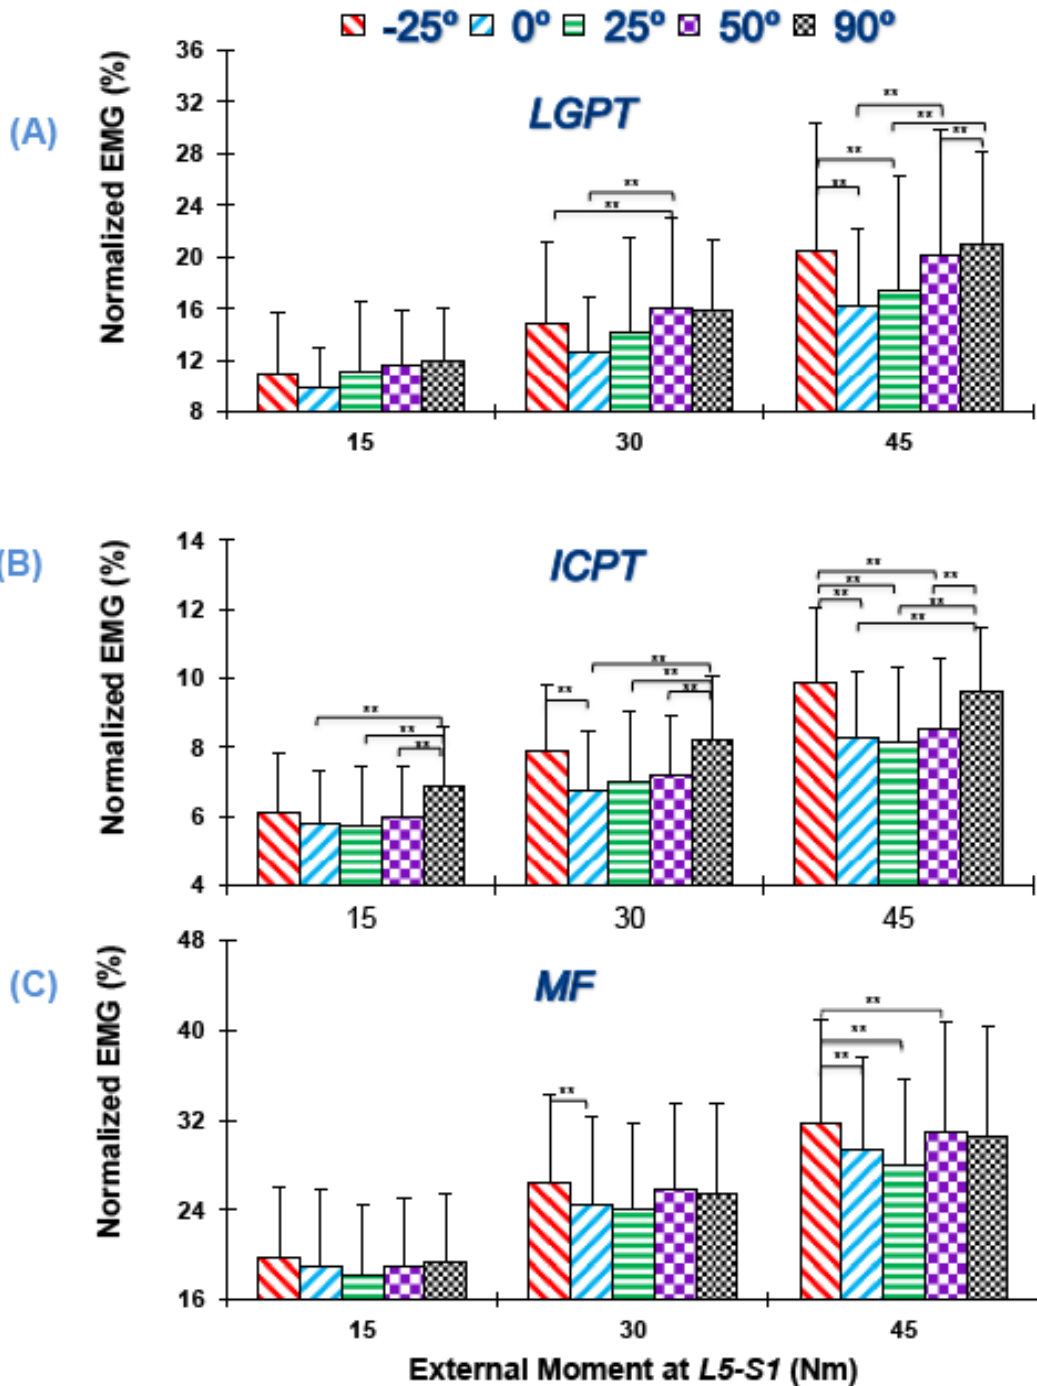 -25° 0° 25° 50° 90°
(A)
Normalized EMG (%)
LGPT
36
32
28
24
20
16
12
8
** ** ** ** ** ** **
15 30 45
(B)
Normalized EMG (%)
ICPT
14
12
10
8
6
4
** ** ** ** ** ** ** ** ** ** ** ** **
15 30 45
(C)
Normalized EMG (%)
MF
48
40
32
24
16
** ** ** **
15 30 45
External Moment at L5-S1 (Nm)